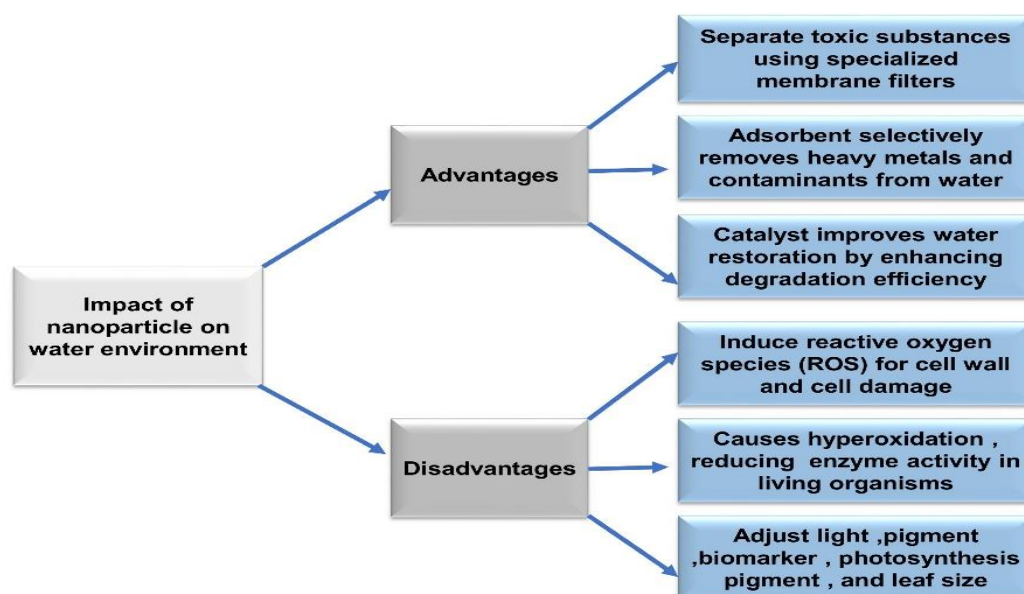 Impact of
nanoparticle on
water environment
Advantages
Separate toxic substances
using specialized
membrane filters
Adsorbent selectively
removes heavy metals and
contaminants from water
Catalyst improves water
restoration by enhancing
degradation efficiency
Disadvantages
Induce reactive oxygen
species (ROS) for cell wall
and cell damage
Causes hyperoxidation ,
reducing enzyme activity in
living organisms
Adjust light ,pigment
,biomarker , photosynthesis
pigment , and leaf size